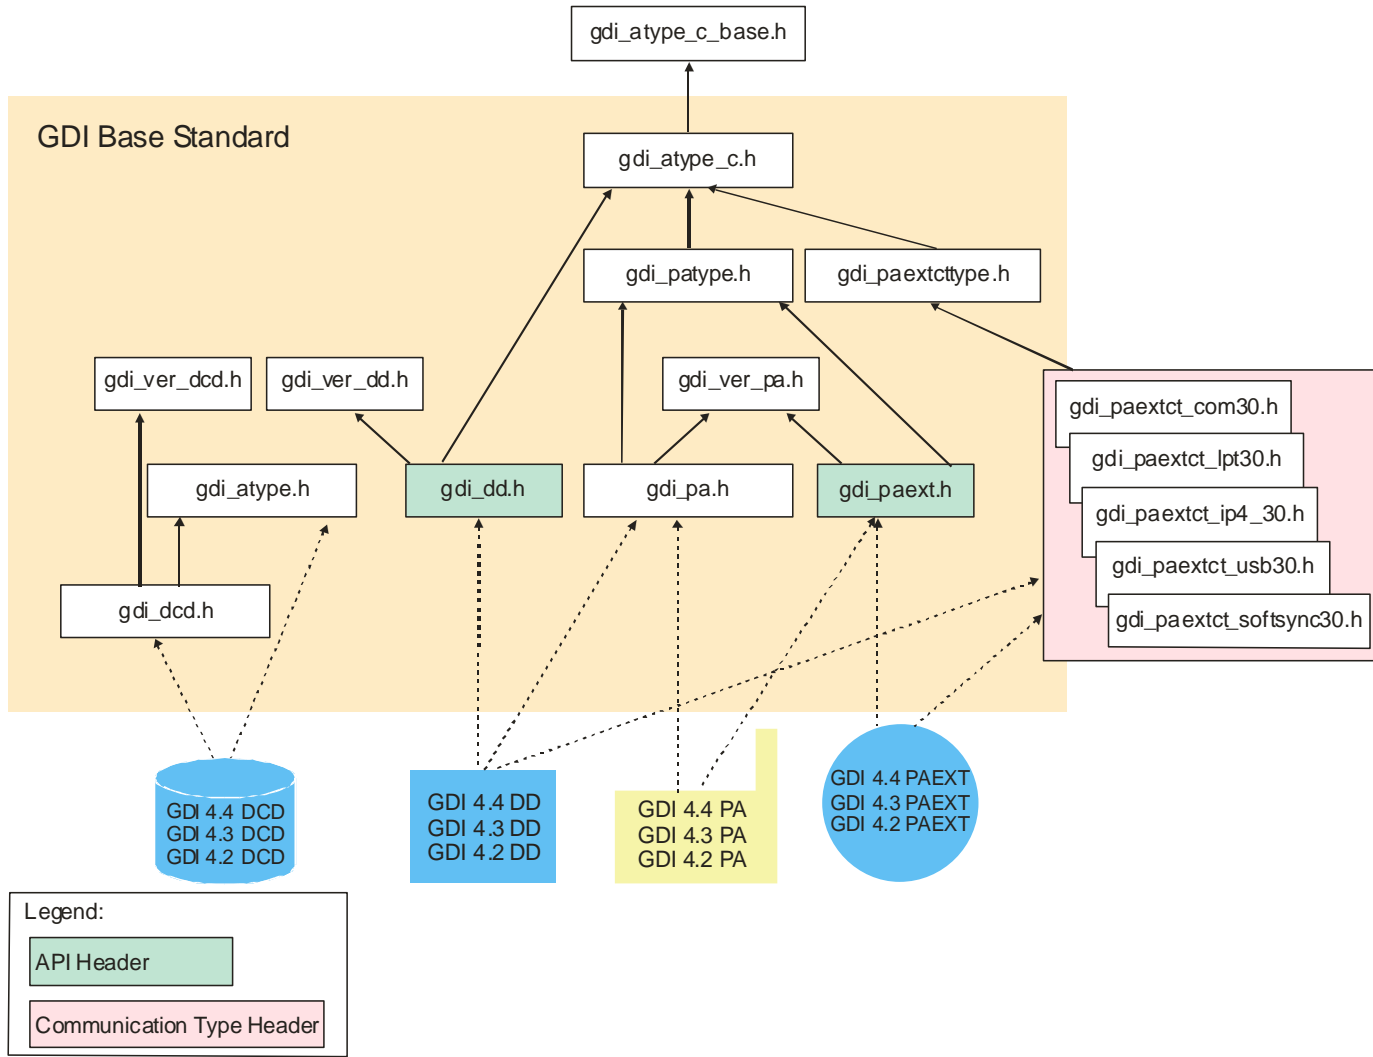 gdi_atype_c_base.h
GDI Base Standard
gdi_atype_c.h
gdi_patype.h
gdi_paextcttype.h
gdi_ver_dcd.h
gdi_ver_dd.h
gdi_ver_pa.h
gdi_paextct_com30.h
gdi_paextct_lpt30.h
gdi_paextct_ip4_30.h
gdi_paextct_usb30.h
gdi_paextct_softsync30.h
gdi_atype.h
gdi_dd.h
gdi_pa.h
gdi_paext.h
gdi_dcd.h
GDI 4.4 DCD
GDI 4.3 DCD
GDI 4.2 DCD
GDI 4.4 DD
GDI 4.3 DD
GDI 4.2 DD
GDI 4.4 PA
GDI 4.3 PA
GDI 4.2 PA
GDI 4.4 PAEXT
GDI 4.3 PAEXT
GDI 4.2 PAEXT
Legend:
API Header
Communication Type Header